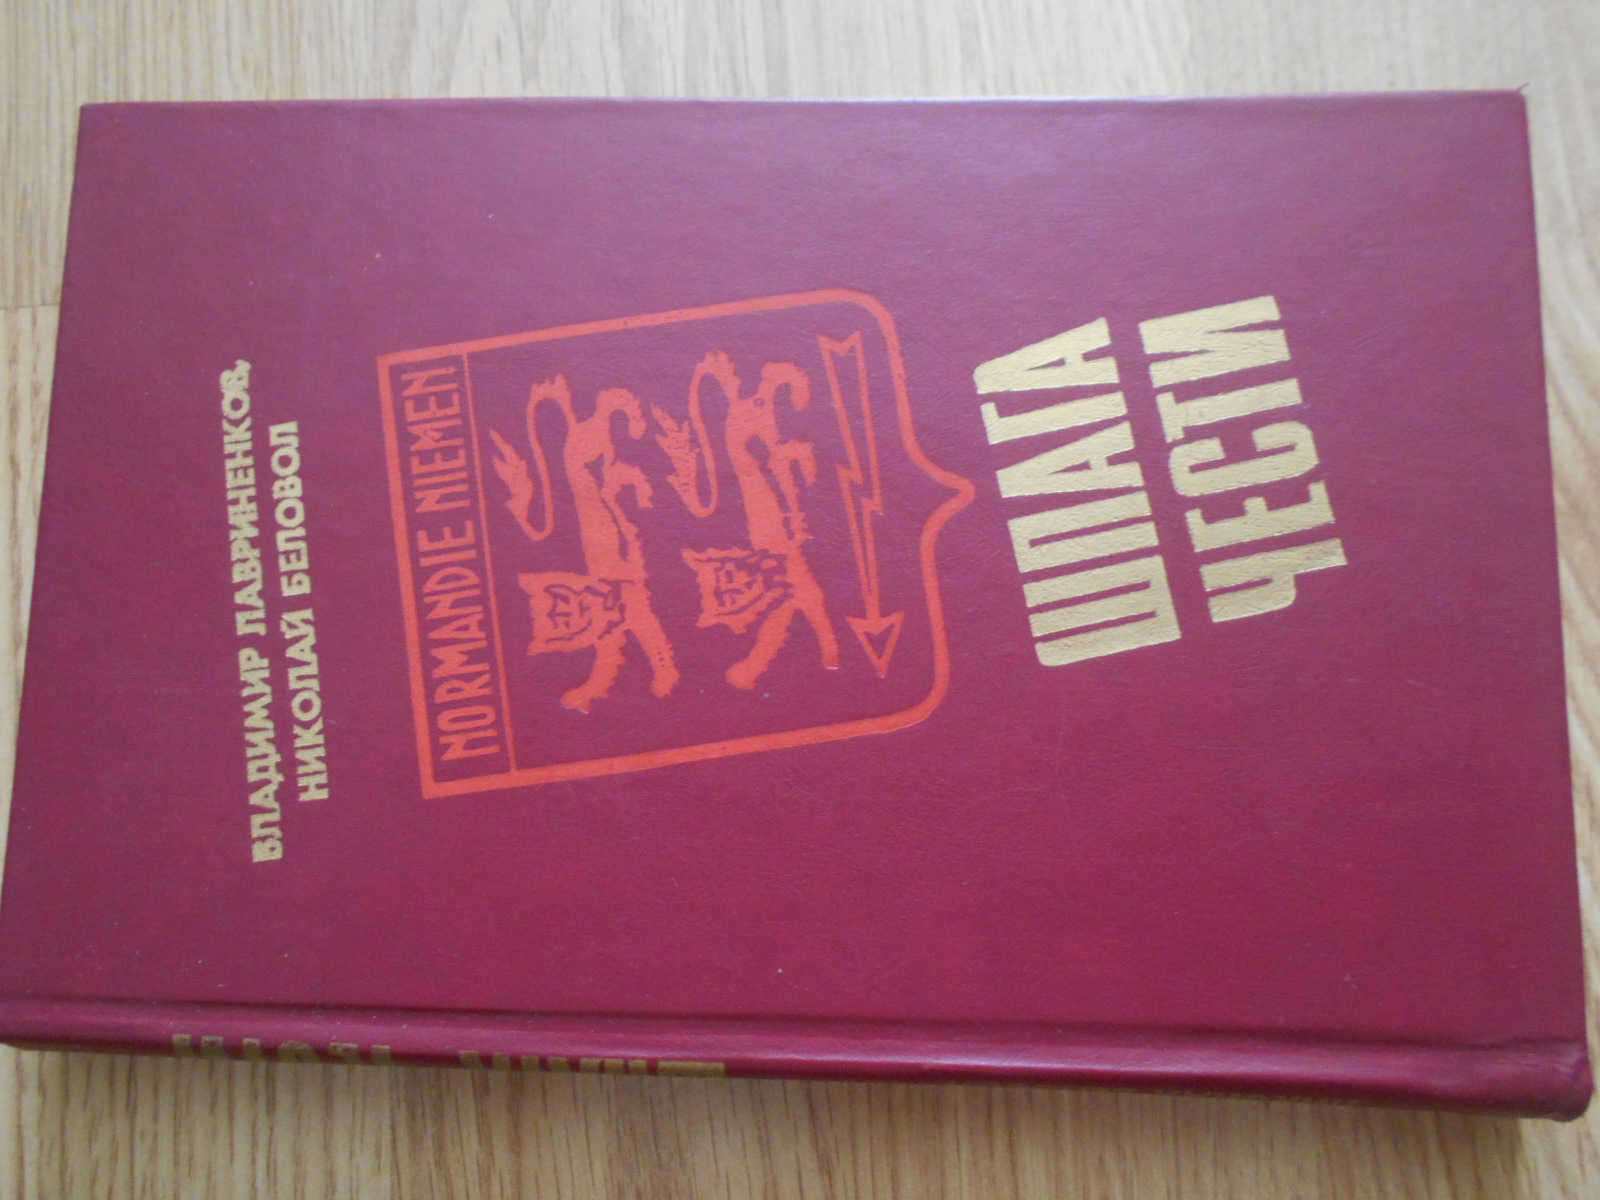 ВЛАДИМИР ЛАВРИНЕНКОВ,
НИКОЛАЙ БЕЛОВОЛ
NORMANDIE NIEMEN
ШПАГА
ЧЕСТИ